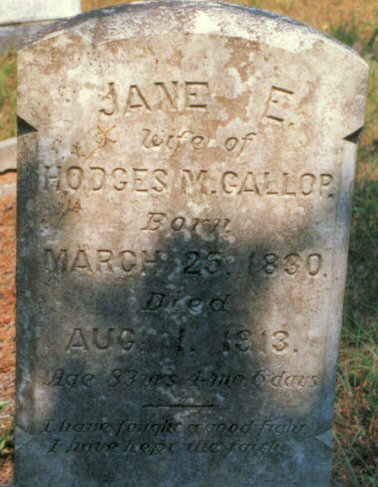 JANE E.
Wife of
HODGES M. GALLOP.
Born
MARCH 25, 1830.
Died
AUG. 1, 1913.
Age 83 yrs 4 mo. 6 days
I have fought a good fight,
I have kept the faith.